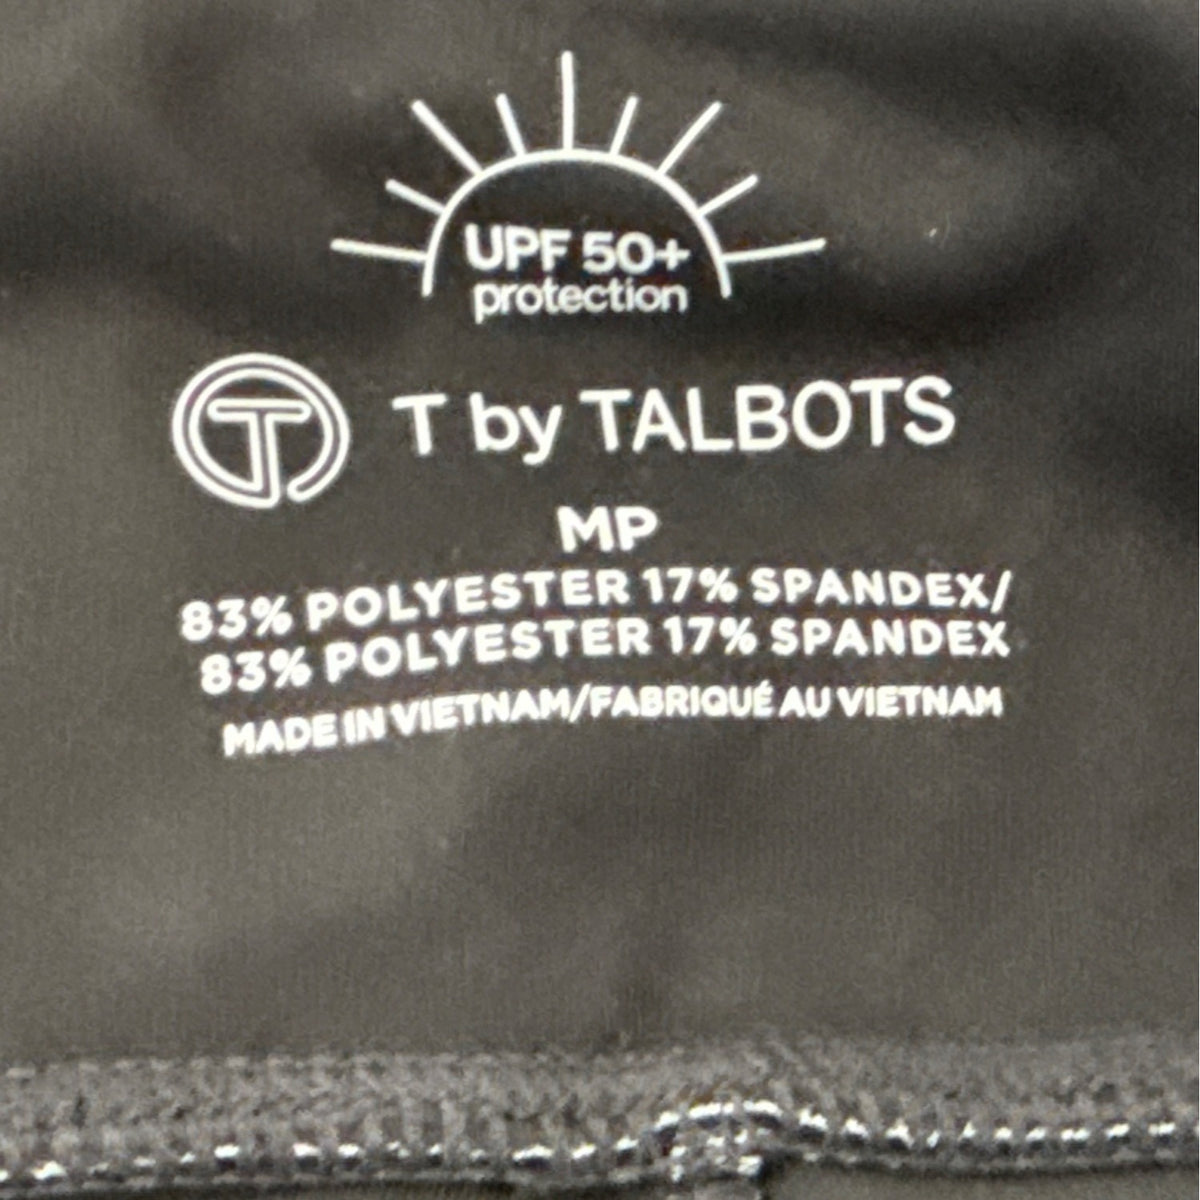 UPF 50+
protection
T T by TALBOTS
MP
83% POLYESTER 17% SPANDEX/
83% POLYESTER 17% SPANDEX
MADE IN VIETNAM/FABRIQUÉ AU VIETNAM